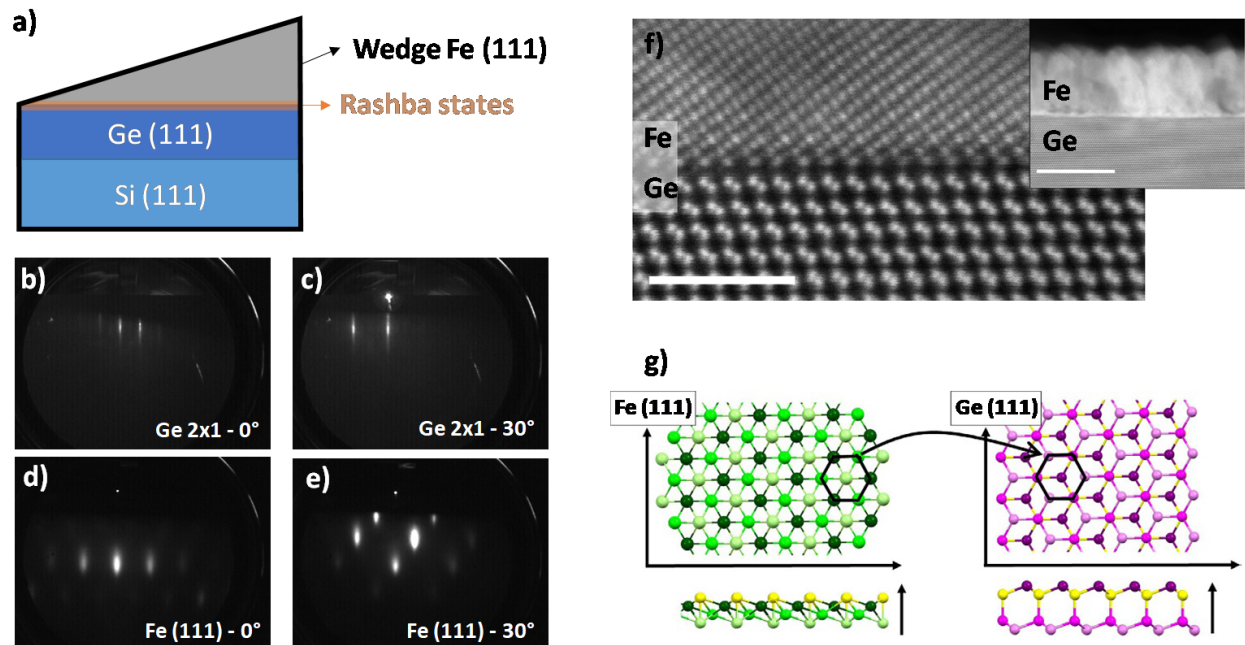 a)
Wedge Fe (111)
Rashba states
Ge (111)
Si (111)
b)
Ge 2x1 - 0°
c)
Ge 2x1 - 30°
d)
Fe (111) - 0°
e)
Fe (111) - 30°
f)
Fe
Ge
Fe
Ge
g)
Fe (111)
Ge (111)